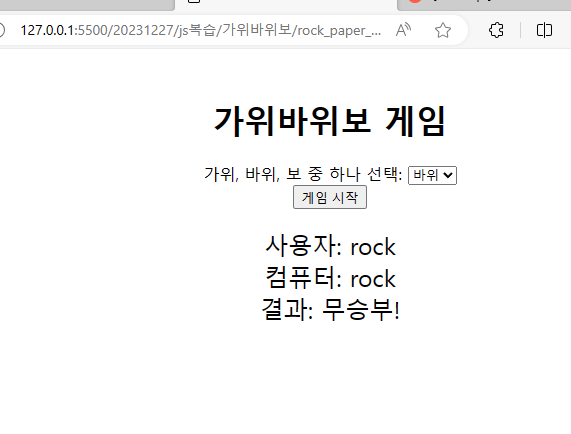 127.0.0.1:5500/20231227/js복습/가위바위보/rock_paper_...
가위바위보 게임
가위, 바위, 보 중 하나 선택: 바위
게임 시작
사용자: rock
컴퓨터: rock
결과: 무승부!